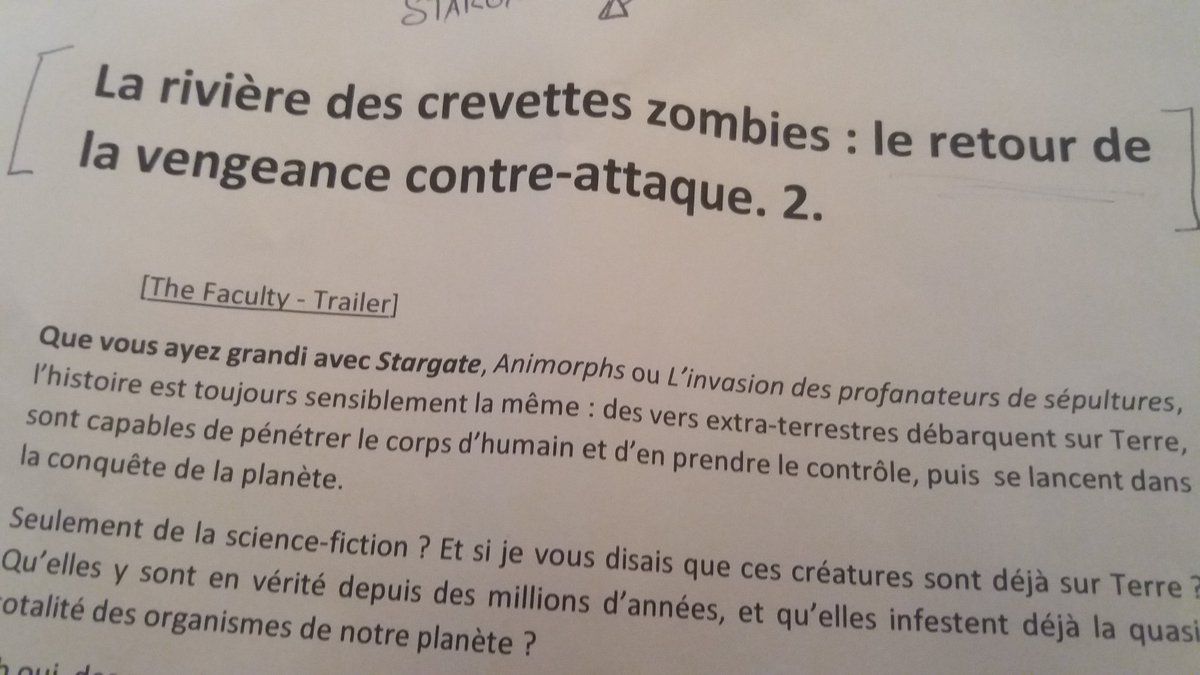 La rivière des crevettes zombies : le retour de
la vengeance contre-attaque. 2.
[The Faculty - Trailer]
Que vous ayez grandi avec Stargate, Animorphs ou L’invasion des profanateurs de sépultures,
l’histoire est toujours sensiblement la même : des vers extra-terrestres débarquent sur Terre,
sont capables de pénétrer le corps d’humain et d’en prendre le contrôle, puis se lancent dans
la conquête de la planète.
Seulement de la science-fiction ? Et si je vous disais que ces créatures sont déjà sur Terre ?
Qu’elles y sont en vérité depuis des millions d’années, et qu’elles infestent déjà la quasi
totalité des organismes de notre planète ?
oui